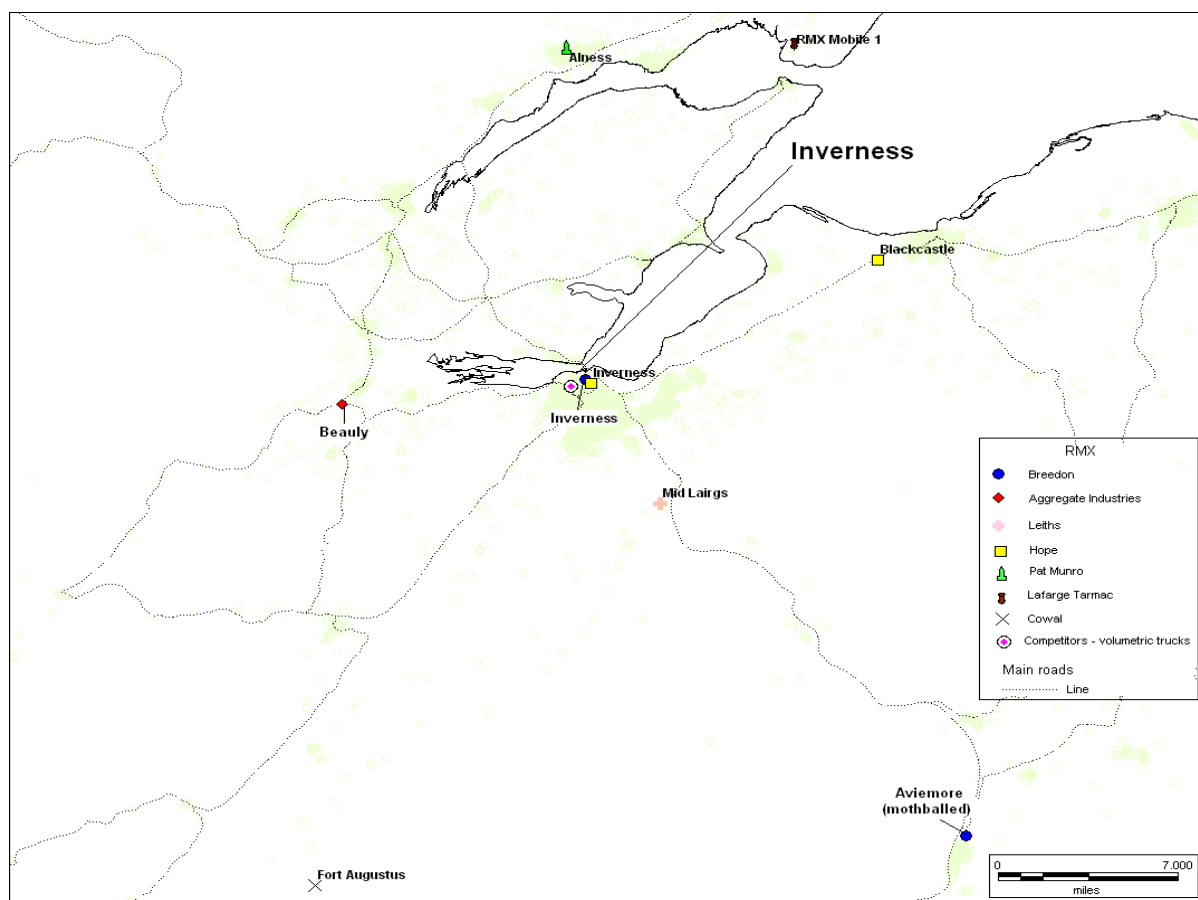 RMX Mobile 1
Alness
Inverness
Blackcastle
Inverness
Inverness
Beauly
Mid Lairgs
RMX
Breedon
Aggregate Industries
Leiths
Hope
Pat Munro
Lafarge Tarmac
Cowal
Competitors - volumetric trucks
Main roads
Line
Aviemore
(mothballed)
Fort Augustus
0 7.000
miles